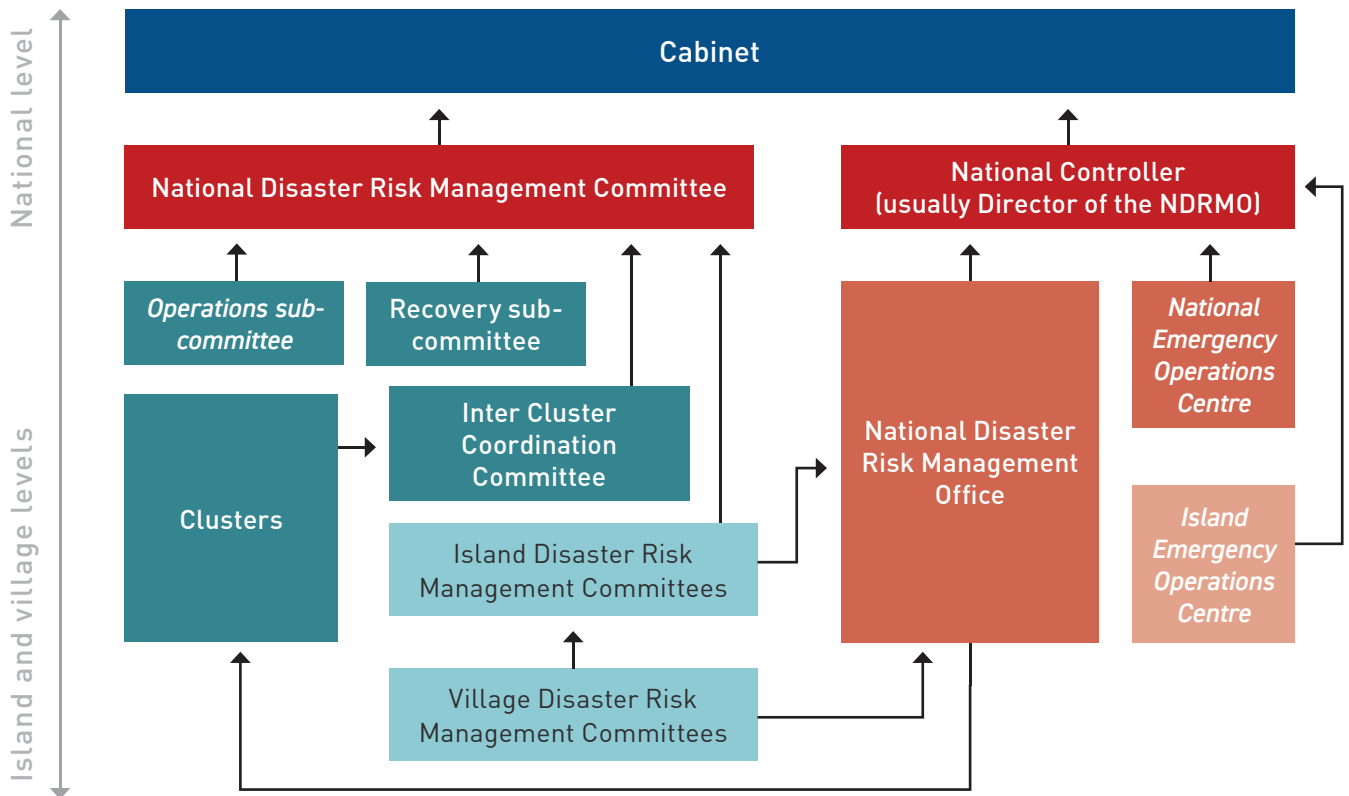 Cabinet
National level
National Disaster Risk Management Committee
National Controller
(usually Director of the NDRMO)
Operations sub-
committee
Recovery sub-
committee
National
Emergency
Operations
Centre
Clusters
Inter Cluster
Coordination
Committee
National Disaster
Risk Management
Office
Island and village levels
Island Disaster Risk
Management Committees
Island
Emergency
Operations
Centre
Village Disaster Risk
Management Committees